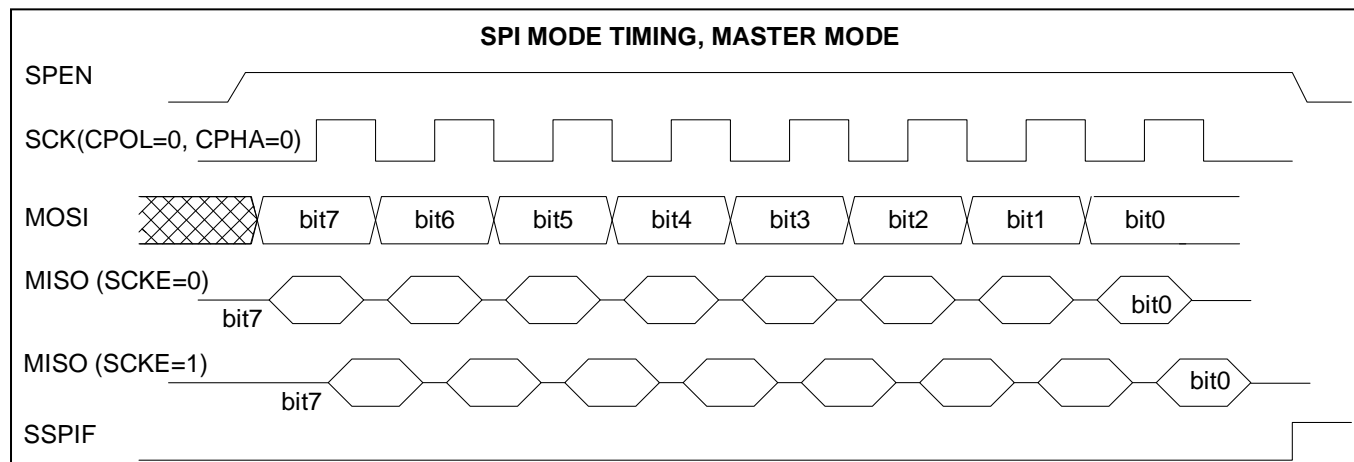 SPI MODE TIMING, MASTER MODE
SPEN
SCK(CPOL=0, CPHA=0)
MOSI bit7 bit6 bit5 bit4 bit3 bit2 bit1 bit0
MISO (SCKE=0)
bit7 bit0
MISO (SCKE=1)
bit7 bit0
SSPIF